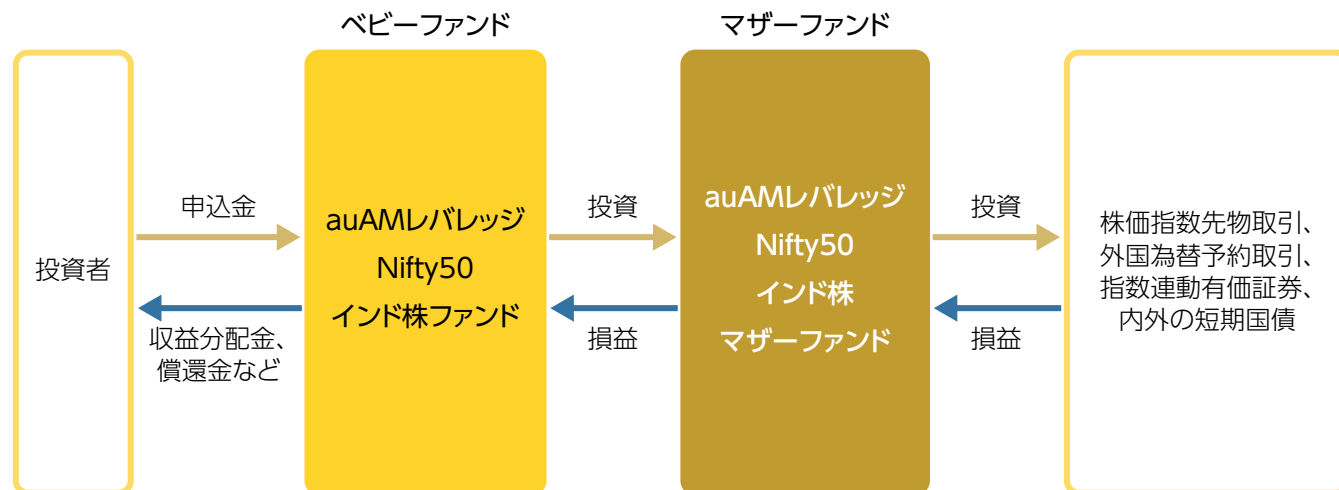 ベビーファンド
マザーファンド
投資者
申込金
収益分配金、
償還金など
auAMレバレッジ
Nifty50
インド株ファンド
投資
損益
auAMレバレッジ
Nifty50
インド株
マザーファンド
投資
損益
株価指数先物取引、
外国為替予約取引、
指数連動有価証券、
内外の短期国債